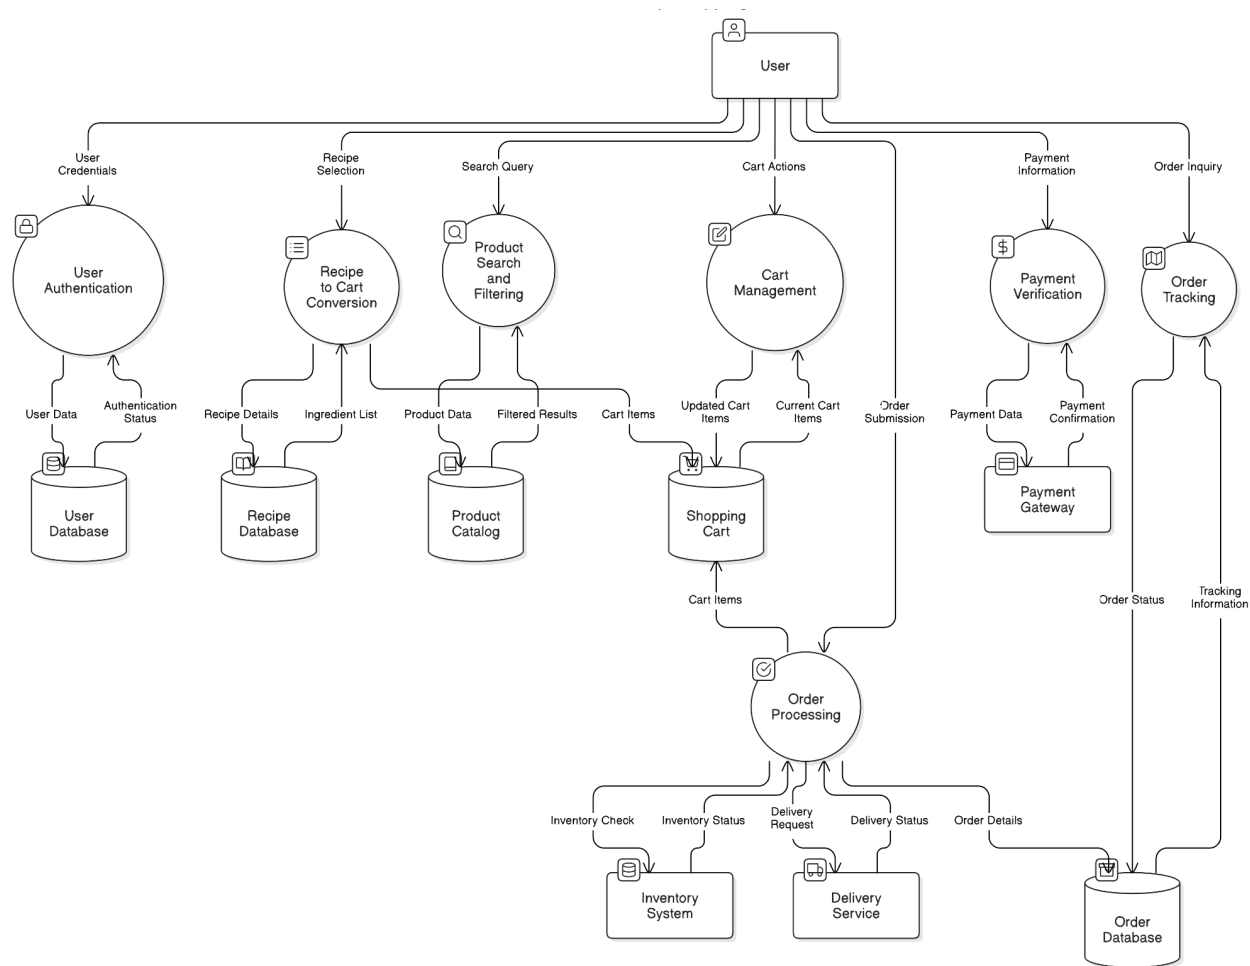 User
User
Credentials
Recipe
Selection
Search Query
Cart Actions
Payment
Information
Order Inquiry
User
Authentication
Recipe
to Cart
Conversion
Product
Search
and
Filtering
Cart
Management
Payment
Verification
Order
Tracking
User Data
Authentication
Status
Recipe Details
Ingredient List
Product Data
Filtered Results
Cart Items
Updated Cart
Items
Current Cart
Items
Order
Submission
Payment Data
Payment
Confirmation
User
Database
Recipe
Database
Product
Catalog
Shopping
Cart
Payment
Gateway
Cart Items
Order Status
Tracking
Information
Order
Processing
Inventory Check
Inventory Status
Delivery
Request
Delivery Status
Order Details
Inventory
System
Delivery
Service
Order
Database